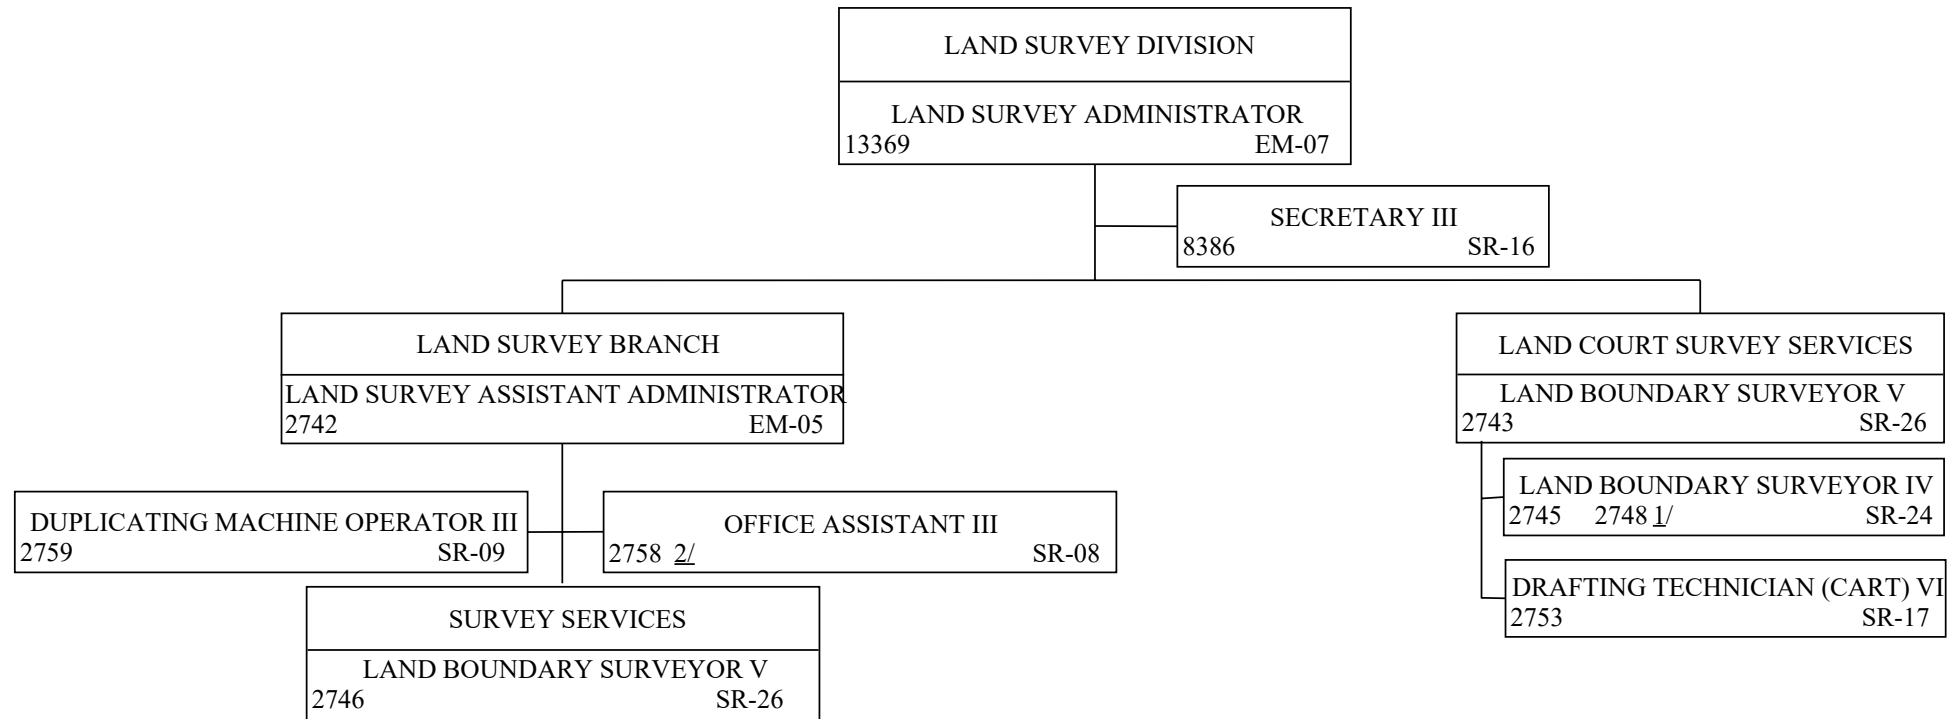 LAND SURVEY DIVISION
LAND SURVEY ADMINISTRATOR
13369 EM-07
SECRETARY III
8386 SR-16
LAND SURVEY BRANCH
LAND SURVEY ASSISTANT ADMINISTRATOR
2742 EM-05
LAND COURT SURVEY SERVICES
LAND BOUNDARY SURVEYOR V
2743 SR-26
LAND BOUNDARY SURVEYOR IV
2745 2748 1/ SR-24
DUPLICATING MACHINE OPERATOR III
2759 SR-09
OFFICE ASSISTANT III
2758 2/ SR-08
DRAFTING TECHNICIAN (CART) VI
2753 SR-17
SURVEY SERVICES
LAND BOUNDARY SURVEYOR V
2746 SR-26